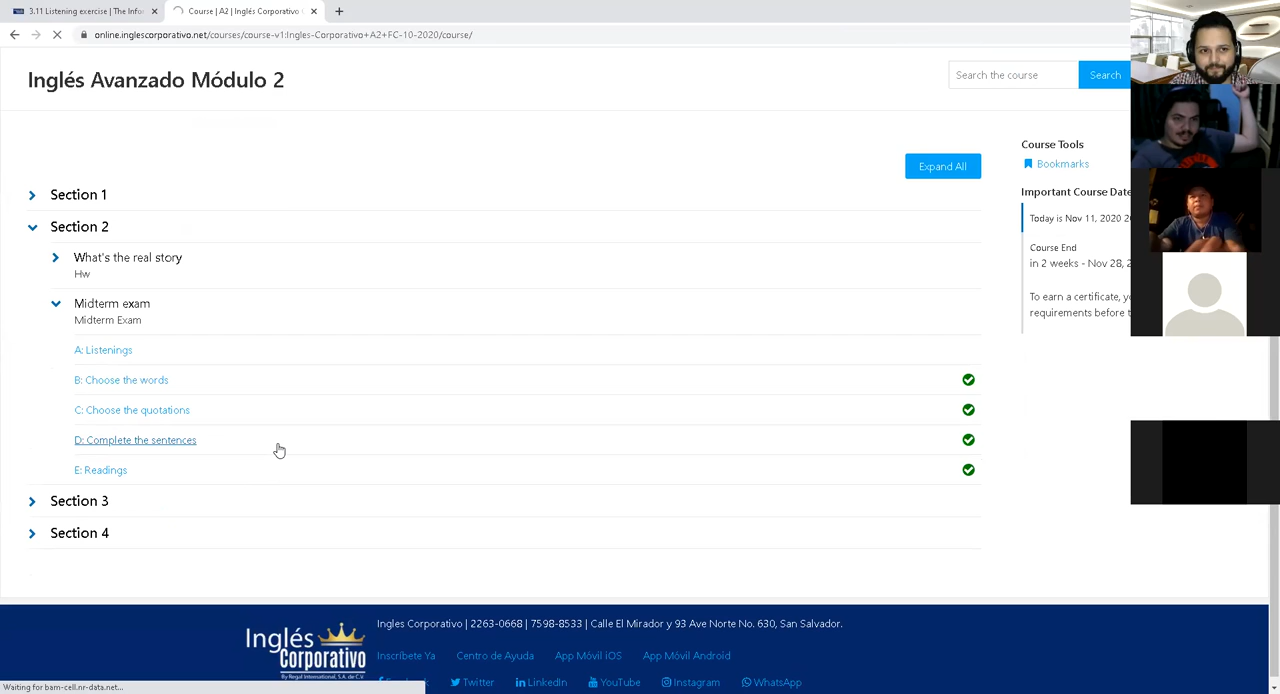 3.11 Listening exercise | The Info
Course | A2 | Inglés Corporativo
online.inglescorporativo.net/courses/course-v1:Ingles-Corporativo+A2+FC-10-2020/course/
Inglés Avanzado Módulo 2
Search the course
Search
Expand All
Course Tools
Bookmarks
Important Course Date
Today is Nov 11, 2020 20
Course End
in 2 weeks - Nov 28, 2
To earn a certificate, yo
requirements before t
Section 1
Section 2
What's the real story
Hw
Midterm exam
Midterm Exam
A: Listenings
B: Choose the words
C: Choose the quotations
D: Complete the sentences
E: Readings
Section 3
Section 4
Inglés Corporativo
By Regal International, S.A. de C.V.
Ingles Corporativo | 2263-0668 | 7598-8533 | Calle El Mirador y 93 Ave Norte No. 630, San Salvador.
Inscríbete Ya Centro de Ayuda App Móvil iOS App Móvil Android
Twitter LinkedIn YouTube Instagram WhatsApp
Waiting for bam-cell.nr-data.net...